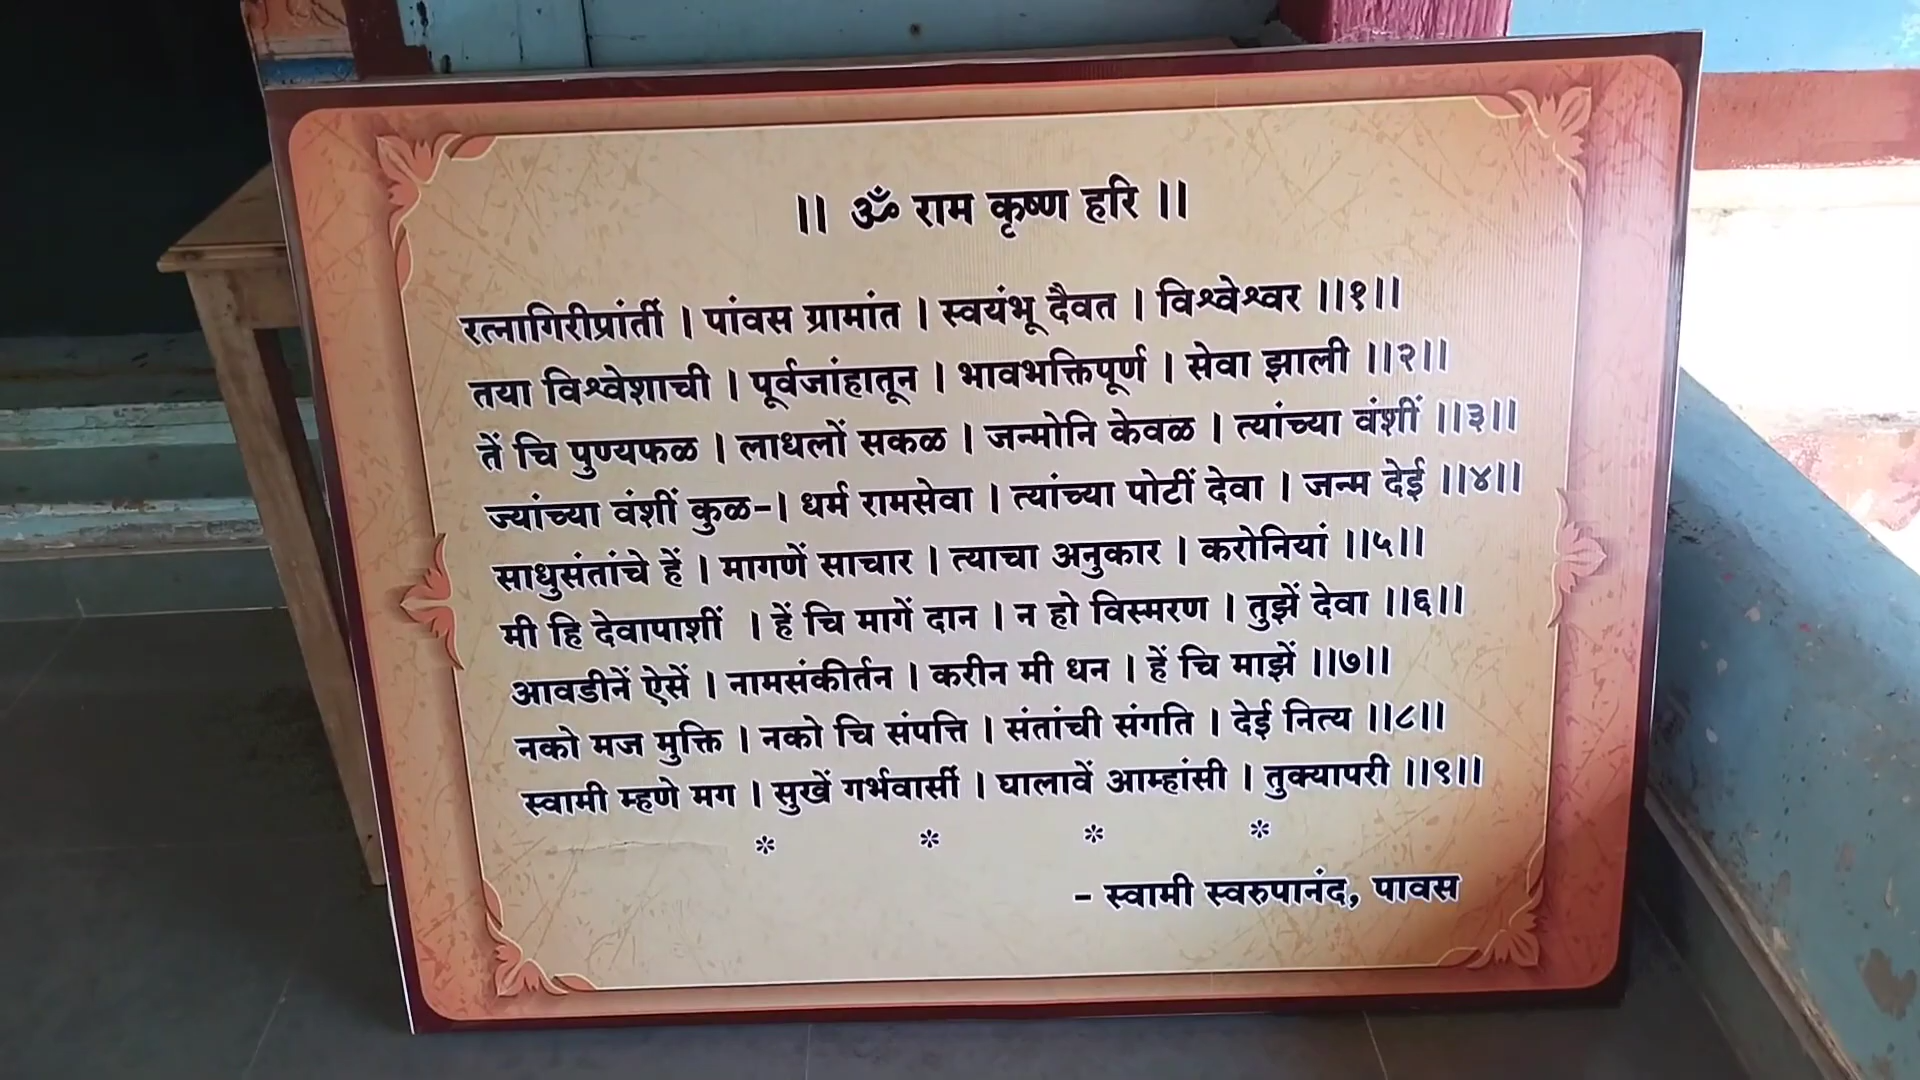 ।। ॐ राम कृष्ण हरि ।।
रत्नागिरीप्रांतीं । पांवस ग्रामांत । स्वयंभू दैवत । विश्वेश्वर ।।१।।
तया विश्वेशाची । पूर्वजांहातून । भावभक्तिपूर्ण । सेवा झाली ।।२।।
तें चि पुण्यफळ । लाधलों सकळ । जन्मोनि केवळ । त्यांच्या वंशीं ।।३।।
ज्यांच्या वंशीं कुळ-। धर्म रामसेवा । त्यांच्या पोटीं देवा । जन्म देई ।।४।।
साधुसंतांचे हें । मागणें साचार । त्याचा अनुकार । करोनियां ।।५।।
मी हि देवापाशीं । हें चि मागें दान । न हो विस्मरण । तुझें देवा ।।६।।
आवडीनें ऐसें । नामसंकीर्तन । करीन मी धन । हें चि माझें ।।७।।
नको मज मुक्ति । नको चि संपत्ति । संतांची संगति । देई नित्य ।।८।।
स्वामी म्हणे मग । सुखें गर्भवासीं । घालावें आम्हांसी । तुक्यापरी ।।९।।
* * * *
- स्वामी स्वरुपानंद, पावस